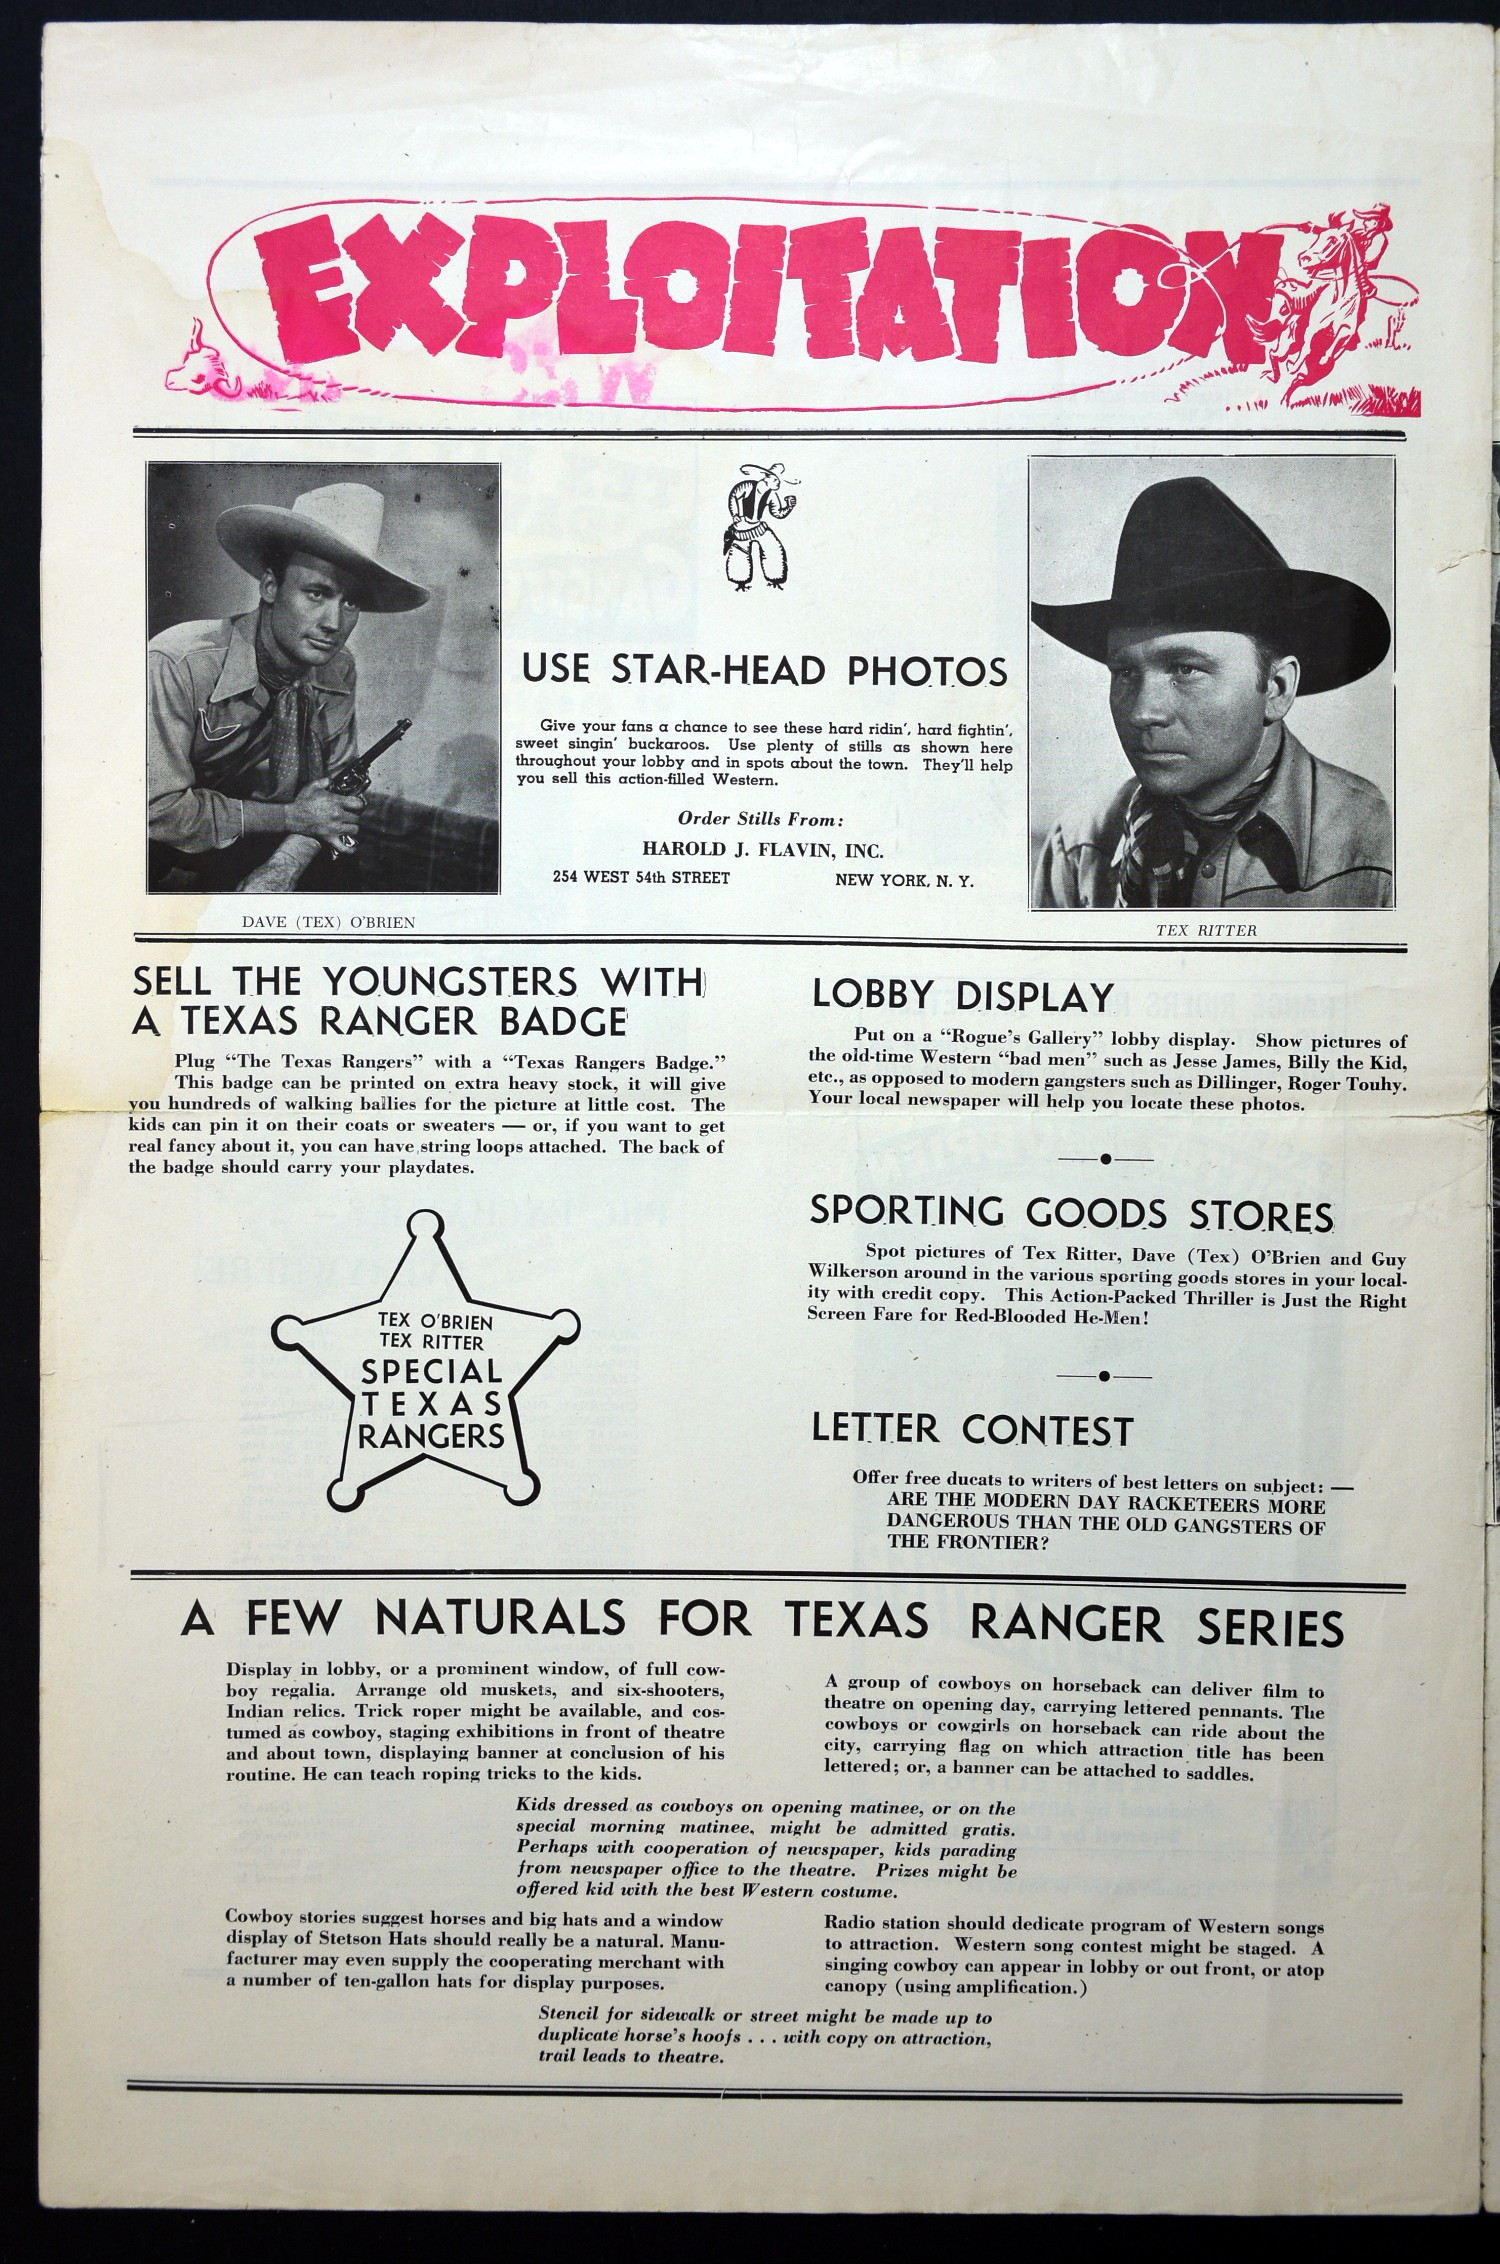 EXPLOITATION
USE STAR-HEAD PHOTOS
Give your fans a chance to see these hard ridin', hard fightin',
sweet singin' buckaroos. Use plenty of stills as shown here
throughout your lobby and in spots about the town. They'll help
you sell this action-filled Western.
Order Stills From:
HAROLD J. FLAVIN, INC.
254 WEST 54th STREET NEW YORK, N. Y.
DAVE (TEX) O'BRIEN
TEX RITTER
SELL THE YOUNGSTERS WITH
A TEXAS RANGER BADGE
Plug "The Texas Rangers" with a "Texas Rangers Badge."
This badge can be printed on extra heavy stock, it will give
you hundreds of walking ballies for the picture at little cost. The
kids can pin it on their coats or sweaters — or, if you want to get
real fancy about it, you can have string loops attached. The back of
the badge should carry your playdates.
TEX O'BRIEN
TEX RITTER
SPECIAL
TEXAS
RANGERS
LOBBY DISPLAY
Put on a "Rogue's Gallery" lobby display. Show pictures of
the old-time Western "bad men" such as Jesse James, Billy the Kid,
etc., as opposed to modern gangsters such as Dillinger, Roger Touhy.
Your local newspaper will help you locate these photos.
SPORTING GOODS STORES
Spot pictures of Tex Ritter, Dave (Tex) O'Brien and Guy
Wilkerson around in the various sporting goods stores in your local-
ity with credit copy. This Action-Packed Thriller is Just the Right
Screen Fare for Red-Blooded He-Men!
LETTER CONTEST
Offer free ducats to writers of best letters on subject: —
ARE THE MODERN DAY RACKETEERS MORE
DANGEROUS THAN THE OLD GANGSTERS OF
THE FRONTIER?
A FEW NATURALS FOR TEXAS RANGER SERIES
Display in lobby, or a prominent window, of full cow-
boy regalia. Arrange old muskets, and six-shooters,
Indian relics. Trick roper might be available, and cos-
tumed as cowboy, staging exhibitions in front of theatre
and about town, displaying banner at conclusion of his
routine. He can teach roping tricks to the kids.
A group of cowboys on horseback can deliver film to
theatre on opening day, carrying lettered pennants. The
cowboys or cowgirls on horseback can ride about the
city, carrying flag on which attraction title has been
lettered; or, a banner can be attached to saddles.
Kids dressed as cowboys on opening matinee, or on the
special morning matinee, might be admitted gratis.
Perhaps with cooperation of newspaper, kids parading
from newspaper office to the theatre. Prizes might be
offered kid with the best Western costume.
Cowboy stories suggest horses and big hats and a window
display of Stetson Hats should really be a natural. Manu-
facturer may even supply the cooperating merchant with
a number of ten-gallon hats for display purposes.
Radio station should dedicate program of Western songs
to attraction. Western song contest might be staged. A
singing cowboy can appear in lobby or out front, or atop
canopy (using amplification.)
Stencil for sidewalk or street might be made up to
duplicate horse's hoofs . . . with copy on attraction,
trail leads to theatre.